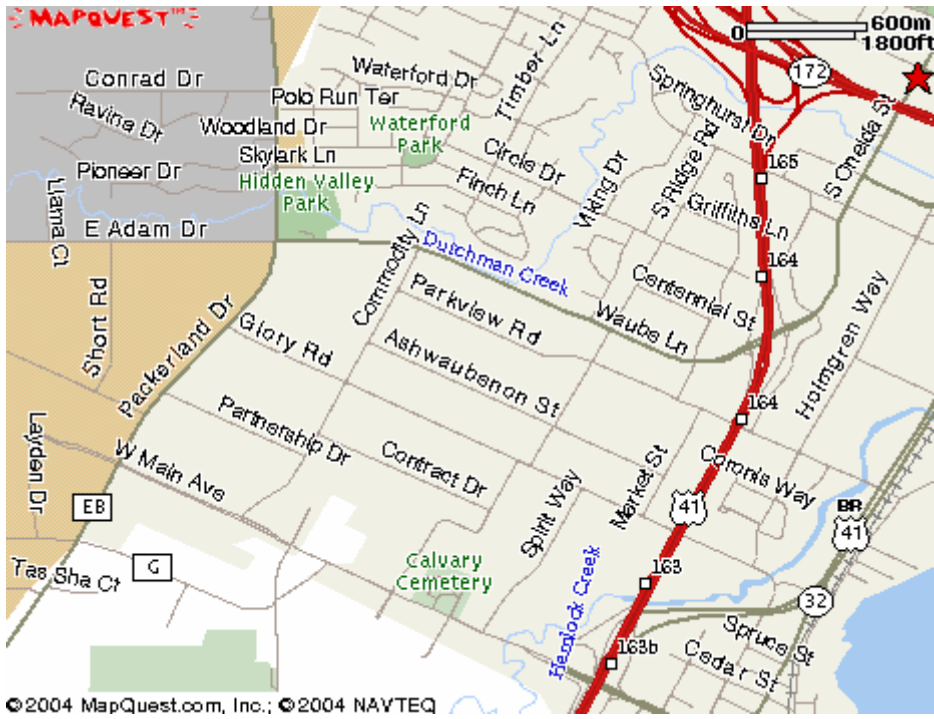 MAPQUEST™
0
600m
1800ft
172
Conrad Dr
Waterford Dr
Timber Ln
Polo Run Ter
Springhurst Dr
Ravina Dr
Woodland Dr
Waterford
Park
Circle Dr
S Ridge Rd
S Oneida St
Skylark Ln
165
Pioneer Dr
Hidden Valley
Park
Finch Ln
Viking Dr
Griffiths Ln
Llama Ct
E Adam Dr
Commodity Ln
Dutchman Creek
164
Centennial St
Short Rd
Parkview Rd
Waube Ln
Holmgren Way
Packerland Dr
Glory Rd
Ashwaubenon St
164
Partnership Dr
Layden Dr
W Main Ave
Contract Dr
Market St
Coronis Way
Spirit Way
EB
41
BR
41
G
Calvary
Cemetery
Tas Sha Ct
163
Hemlock Creek
32
Spruce St
163b
Cedar St
©2004 MapQuest.com, Inc.; ©2004 NAVTEQ